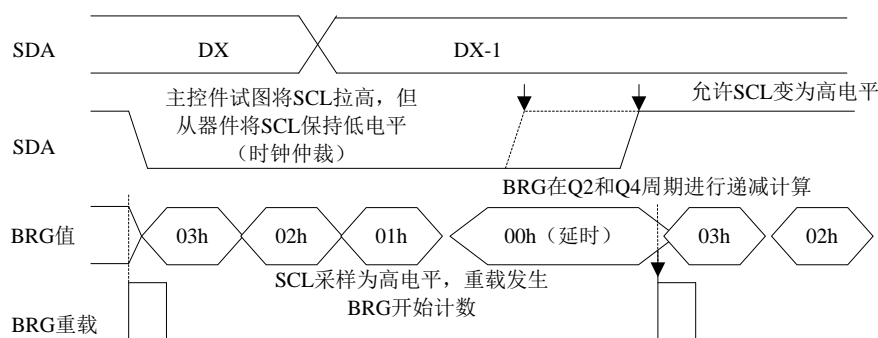 SDA
DX
DX-1
主控件试图将SCL拉高，但
从器件将SCL保持低电平
（时钟仲裁）
允许SCL变为高电平
SDA
BRG在Q2和Q4周期进行递减计算
BRG值
03h
02h
01h
00h（延时）
03h
02h
SCL采样为高电平，重载发生
BRG开始计数
BRG重载